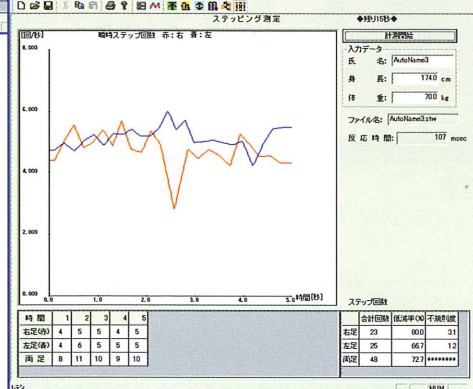 ステッピング測定
◆残り15秒◆
[回/秒]
瞬時ステップ回数 赤:右 青:左
計測開始
8.000
6.000
4.000
2.000
0.000
0.0 1.0 2.0 3.0 4.0 5.0 時間[秒]
入力データ
氏 名: AutoName3
身 長: 174.0 cm
体 重: 70.0 kg
ファイル名: AutoName3.stw
反応時間: 107 msec
時間 1 2 3 4 5
右足(赤) 4 5 5 4 5
左足(青) 4 6 5 5 5
両足 8 11 10 9 10
ステップ回数
合計回数 低減率(%) 不規則度
右足 23 80.0 3.1
左足 25 66.7 1.2
両足 48 72.7 ********
NUM